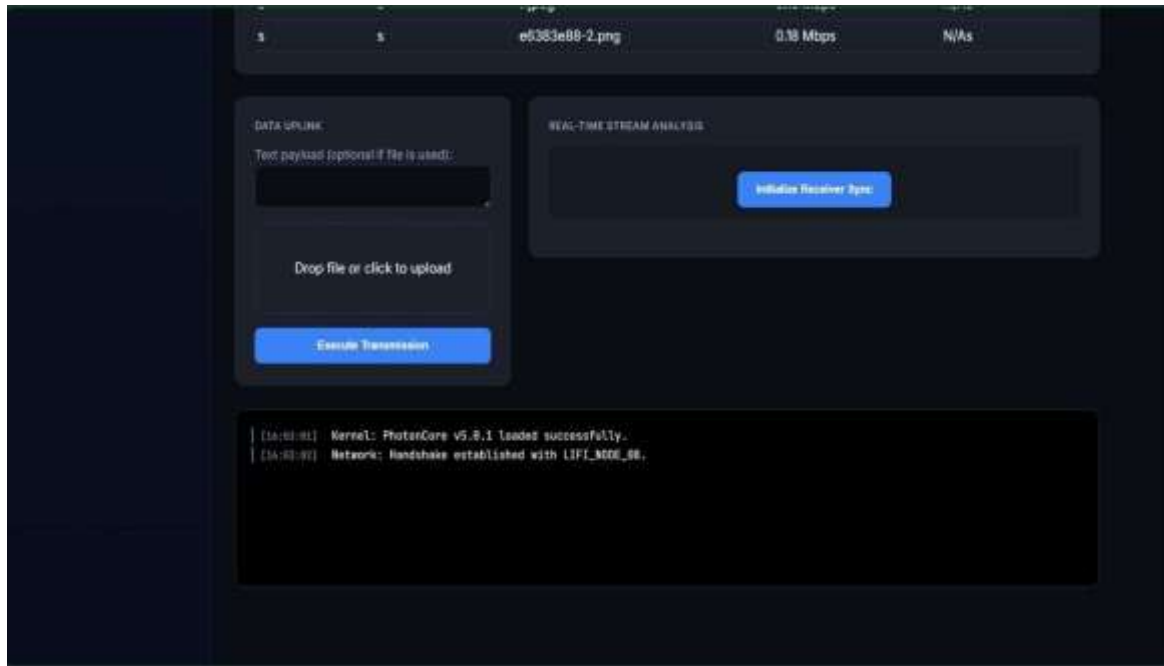 s s e6383e88-2.png 0.18 Mbps N/As
DATA UPLINK
Text payload (optional if file is used):
Drop file or click to upload
Execute Transmission
REAL-TIME STREAM ANALYSIS
Initialize Receiver Sync
Kernel: PhotonCore v5.0.1 loaded successfully.
Network: Handshake established with